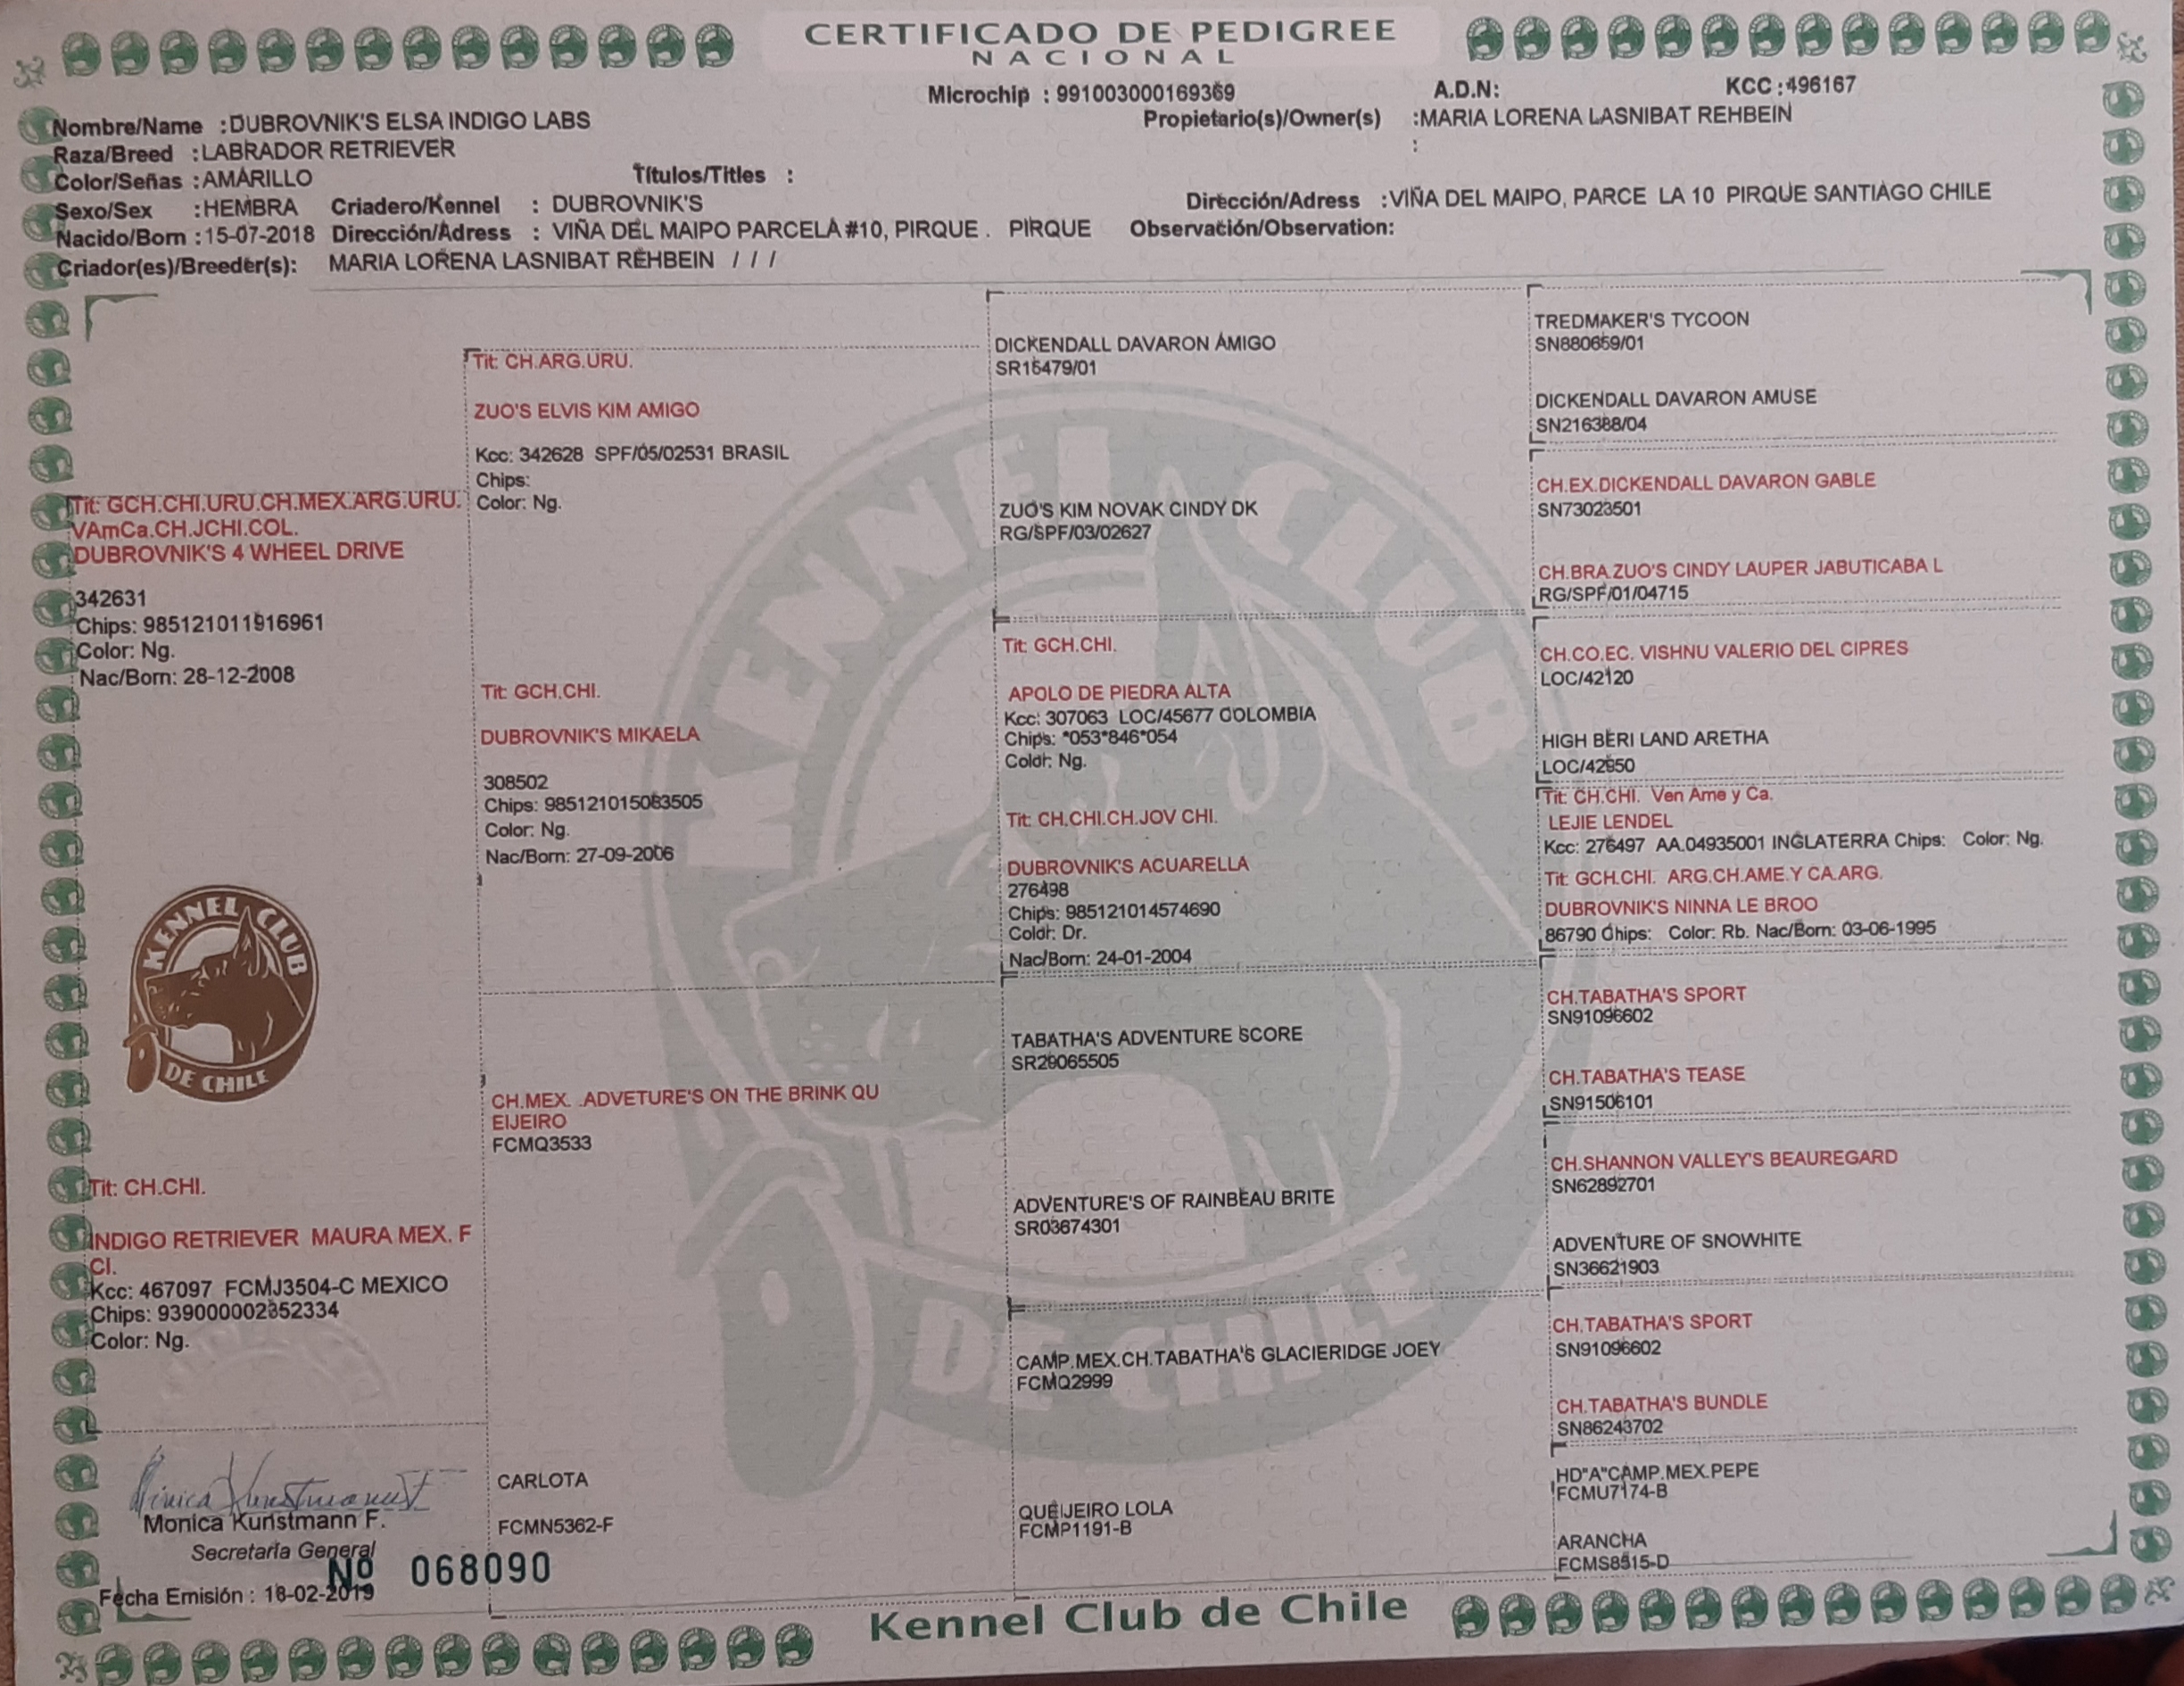 CERTIFICADO DE PEDIGREE
NACIONAL
Microchip : 991003000169369
A.D.N:
KCC :496167
Nombre/Name :DUBROVNIK'S ELSA INDIGO LABS
Propietario(s)/Owner(s) :MARIA LORENA LASNIBAT REHBEIN
:
Raza/Breed :LABRADOR RETRIEVER
Color/Señas :AMARILLO
Títulos/Titles :
Sexo/Sex :HEMBRA Criadero/Kennel : DUBROVNIK'S
Dirección/Adress :VIÑA DEL MAIPO, PARCE LA 10 PIRQUE SANTIAGO CHILE
Nacido/Born :15-07-2018 Dirección/Adress : VIÑA DEL MAIPO PARCELA #10, PIRQUE . PIRQUE
Observación/Observation:
Criador(es)/Breeder(s): MARIA LORENA LASNIBAT REHBEIN / / /
Tit: GCH.CHI.URU.CH.MEX.ARG.URU.
VAmCa.CH.JCHI.COL.
DUBROVNIK'S 4 WHEEL DRIVE
342631
Chips: 985121011916961
Color: Ng.
Nac/Born: 28-12-2008
KENNEL CLUB
DE CHILE
Tit: CH.CHI.
INDIGO RETRIEVER MAURA MEX. F
CI.
Kcc: 467097 FCMJ3504-C MEXICO
Chips: 939000002352334
Color: Ng.
Tit: CH.ARG.URU.
ZUO'S ELVIS KIM AMIGO
Kcc: 342628 SPF/05/02531 BRASIL
Chips:
Color: Ng.
Tit: GCH.CHI.
DUBROVNIK'S MIKAELA
308502
Chips: 985121015063505
Color: Ng.
Nac/Born: 27-09-2006
CH.MEX. .ADVETURE'S ON THE BRINK QU
EIJEIRO
FCMQ3533
CARLOTA
FCMN5362-F
DICKENDALL DAVARON AMIGO
SR15479/01
ZUO'S KIM NOVAK CINDY DK
RG/SPF/03/02627
Tit: GCH.CHI.
APOLO DE PIEDRA ALTA
Kcc: 307063 LOC/45677 COLOMBIA
Chips: *053*846*054
Color: Ng.
Tit: CH.CHI.CH.JOV CHI.
DUBROVNIK'S ACUARELLA
276498
Chips: 985121014574690
Color: Dr.
Nac/Born: 24-01-2004
TABATHA'S ADVENTURE SCORE
SR29065505
ADVENTURE'S OF RAINBEAU BRITE
SR03674301
CAMP.MEX.CH.TABATHA'S GLACIERIDGE JOEY
FCMQ2999
QUEIJEIRO LOLA
FCMP1191-B
TREDMAKER'S TYCOON
SN880659/01
DICKENDALL DAVARON AMUSE
SN216388/04
CH.EX.DICKENDALL DAVARON GABLE
SN73023501
CH.BRA.ZUO'S CINDY LAUPER JABUTICABA L
RG/SPF/01/04715
CH.CO.EC. VISHNU VALERIO DEL CIPRES
LOC/42120
HIGH BERI LAND ARETHA
LOC/42950
Tit: CH.CHI. Ven Ame y Ca.
LEJIE LENDEL
Kcc: 276497 AA.04935001 INGLATERRA Chips: Color: Ng.
Tit: GCH.CHI. ARG.CH.AME.Y CA.ARG.
DUBROVNIK'S NINNA LE BROO
86790 Chips: Color: Rb. Nac/Born: 03-06-1995
CH.TABATHA'S SPORT
SN91096602
CH.TABATHA'S TEASE
SN91506101
CH.SHANNON VALLEY'S BEAUREGARD
SN62892701
ADVENTURE OF SNOWHITE
SN36621903
CH.TABATHA'S SPORT
SN91096602
CH.TABATHA'S BUNDLE
SN86243702
HD"A"CAMP.MEX.PEPE
FCMU7174-B
ARANCHA
FCMS8515-D
KENNEL CLUB
DE CHILE
Monica Kunstmann F.
Monica Kunstmann F.
Secretaria General
Nº 068090
Fecha Emisión : 18-02-2019
Kennel Club de Chile